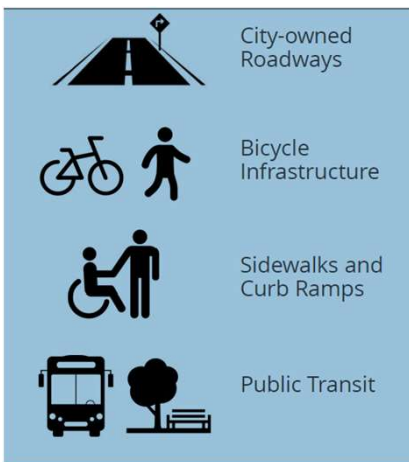 City-owned
Roadways
Bicycle
Infrastructure
Sidewalks and
Curb Ramps
Public Transit